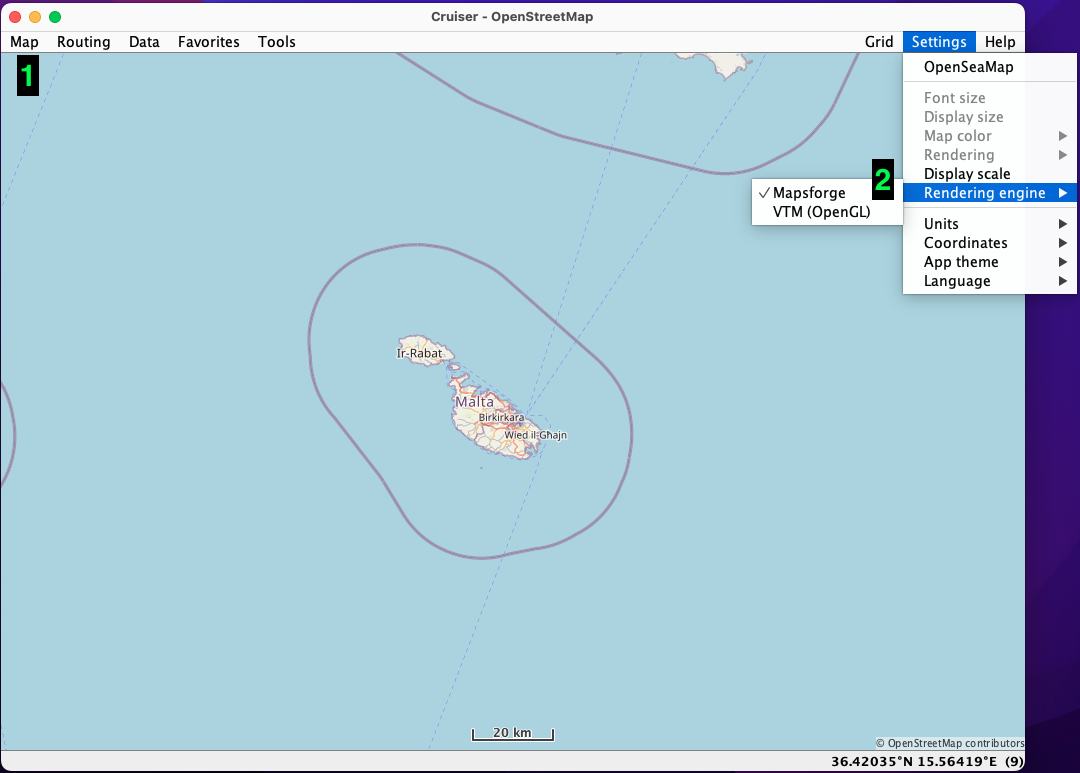 Cruiser - OpenStreetMap
Map Routing Data Favorites Tools Grid Settings Help
1
OpenSeaMap
Font size
Display size
Map color
Rendering
Display scale
2
Rendering engine
Mapsforge
VTM (OpenGL)
Units
Coordinates
App theme
Language
Ir-Rabat
Malta
Birkirkara
Wied il-Għajn
20 km
© OpenStreetMap contributors
36.42035°N 15.56419°E (9)